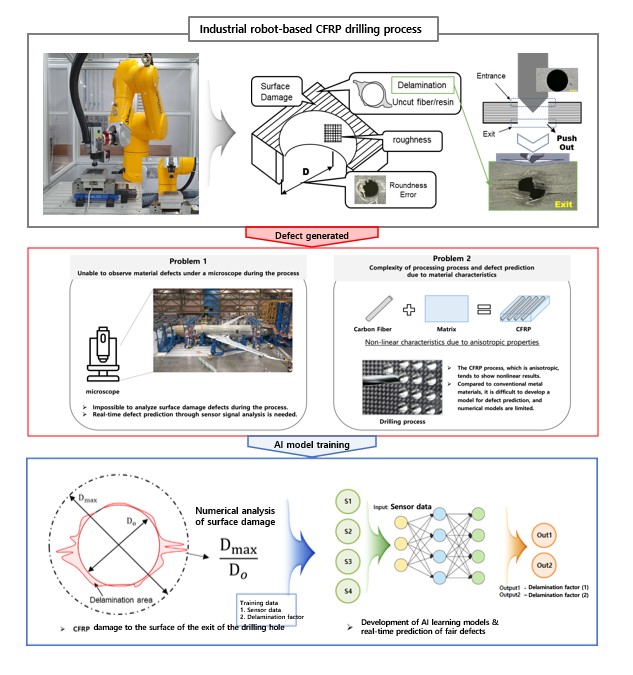 Industrial robot-based CFRP drilling process
Surface
Damage
Delamination
Uncut fiber/resin
roughness
D
Roundness
Error
Entrance
Exit
Push
Out
Exit
Defect generated
Problem 1
Unable to observe material defects under a microscope during the process
microscope
➢ Impossible to analyze surface damage defects during the process.
➢ Real-time defect prediction through sensor signal analysis is needed.
Problem 2
Complexity of processing process and defect prediction
due to material characteristics
Carbon Fiber
Matrix
CFRP
Non-linear characteristics due to anisotropic properties
Drilling process
➢ The CFRP process, which is anisotropic,
tends to show nonlinear results.
➢ Compared to conventional metal
materials, it is difficult to develop a
model for defect prediction, and
numerical models are limited.
AI model training
Dmax
Do
Delamination area
Numerical analysis
of surface damage
Dmax
Do
Training data
1. Sensor data
2. Delamination factor
➢ CFRP damage to the surface of the exit of the drilling hole
S1
S2
S3
S4
Input: Sensor data
Out1
Out2
Output1 - Delamination factor (1)
Output2 - Delamination factor (2)
➢ Development of AI learning models &
real-time prediction of fair defects